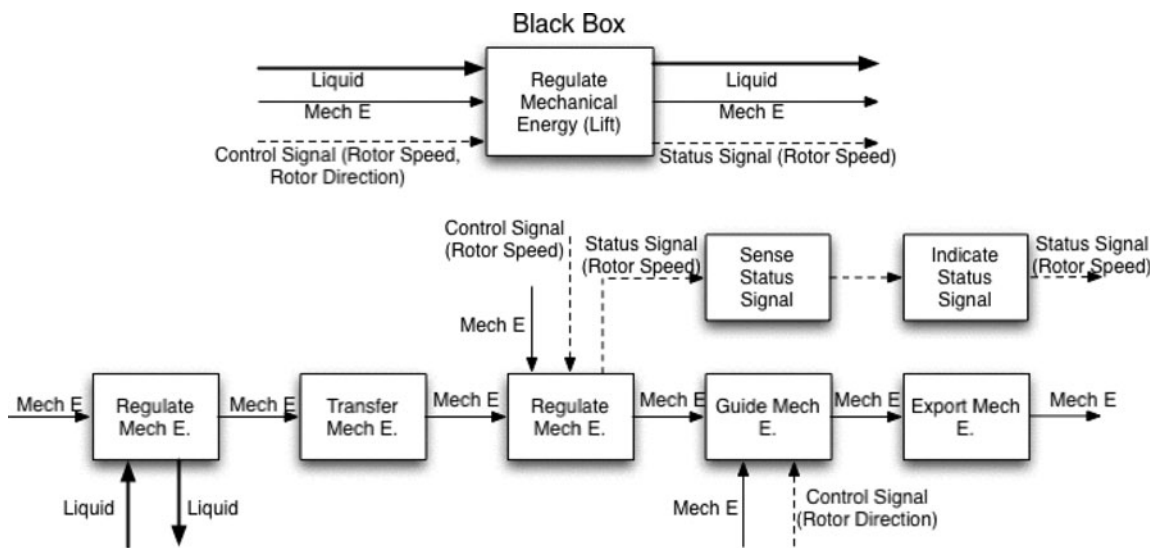 Black Box
Liquid
Mech E
Control Signal (Rotor Speed,
Rotor Direction)
Regulate
Mechanical
Energy (Lift)
Liquid
Mech E
Status Signal (Rotor Speed)
Control Signal
(Rotor Speed)
Status Signal
(Rotor Speed)
Sense
Status
Signal
Indicate
Status
Signal
Status Signal
(Rotor Speed)
Mech E
Mech E
Regulate
Mech E.
Mech E
Transfer
Mech E.
Mech E
Regulate
Mech E.
Mech E
Guide Mech
E.
Mech E
Export Mech
E.
Mech E
Liquid
Liquid
Mech E
Control Signal
(Rotor Direction)